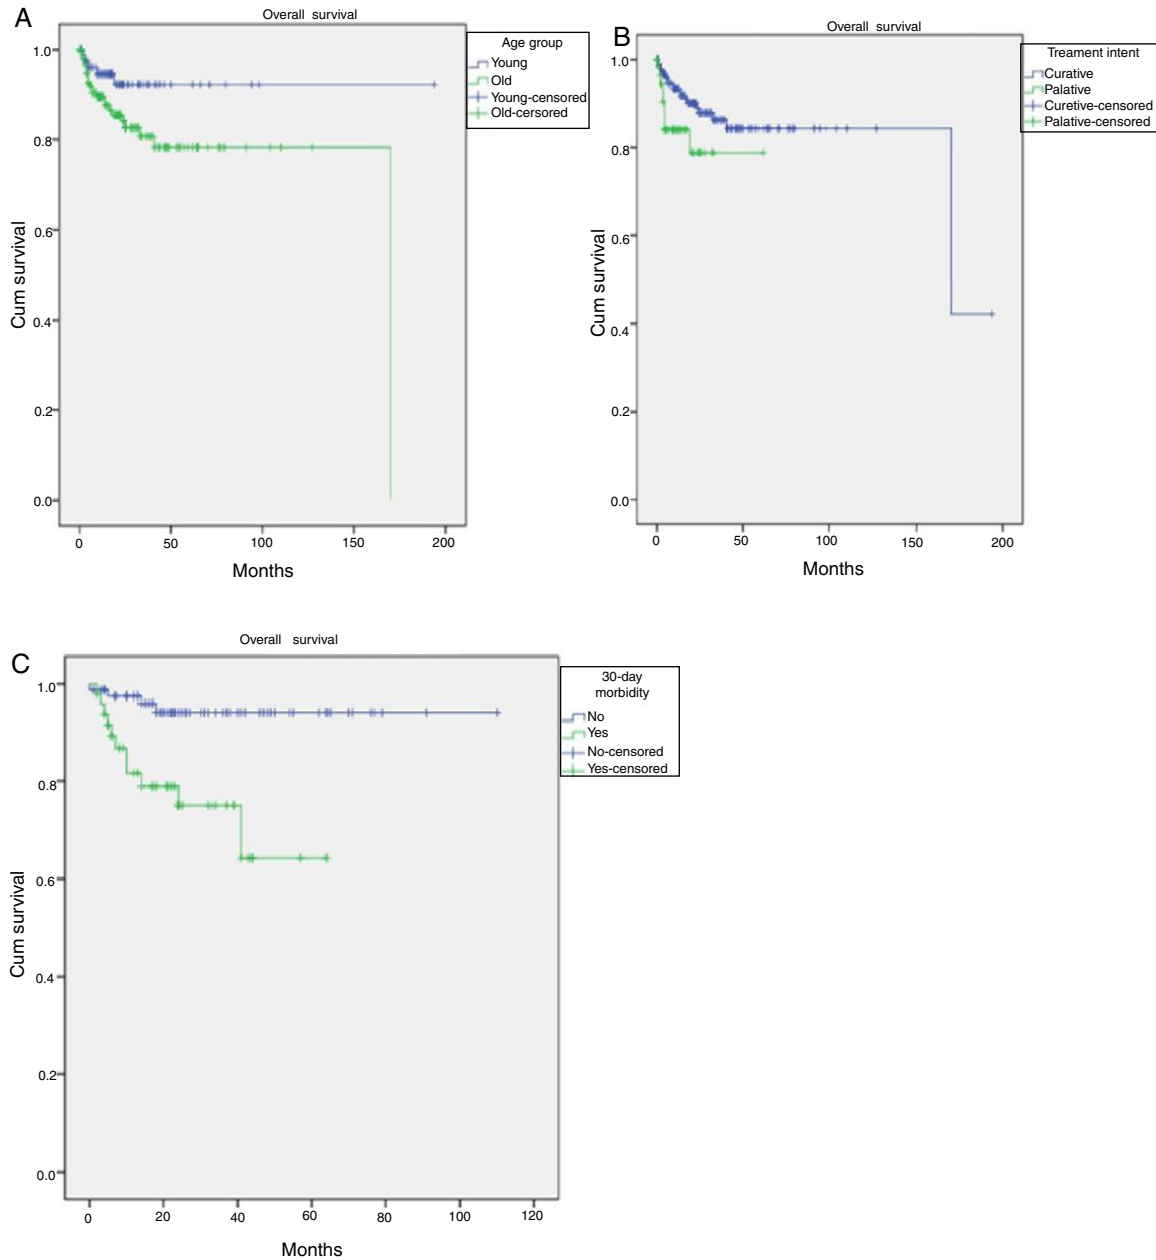 A
Overall survival
Age group
Young
Old
Young-censored
Old-cersored
1.0
0.8
0.6
0.4
0.2
0.0
Cum survival
0 50 100 150 200
Months
B
Overall survival
Treament intent
Curative
Palative
Curetive-censored
Palative-censored
1.0
0.8
0.6
0.4
0.2
0.0
Cum survival
0 50 100 150 200
Months
C
Overall survival
30-day
morbidity
No
Yes
No-censored
Yes-censored
1.0
0.8
0.6
0.4
0.2
0.0
Cum survival
0 20 40 60 80 100 120
Months